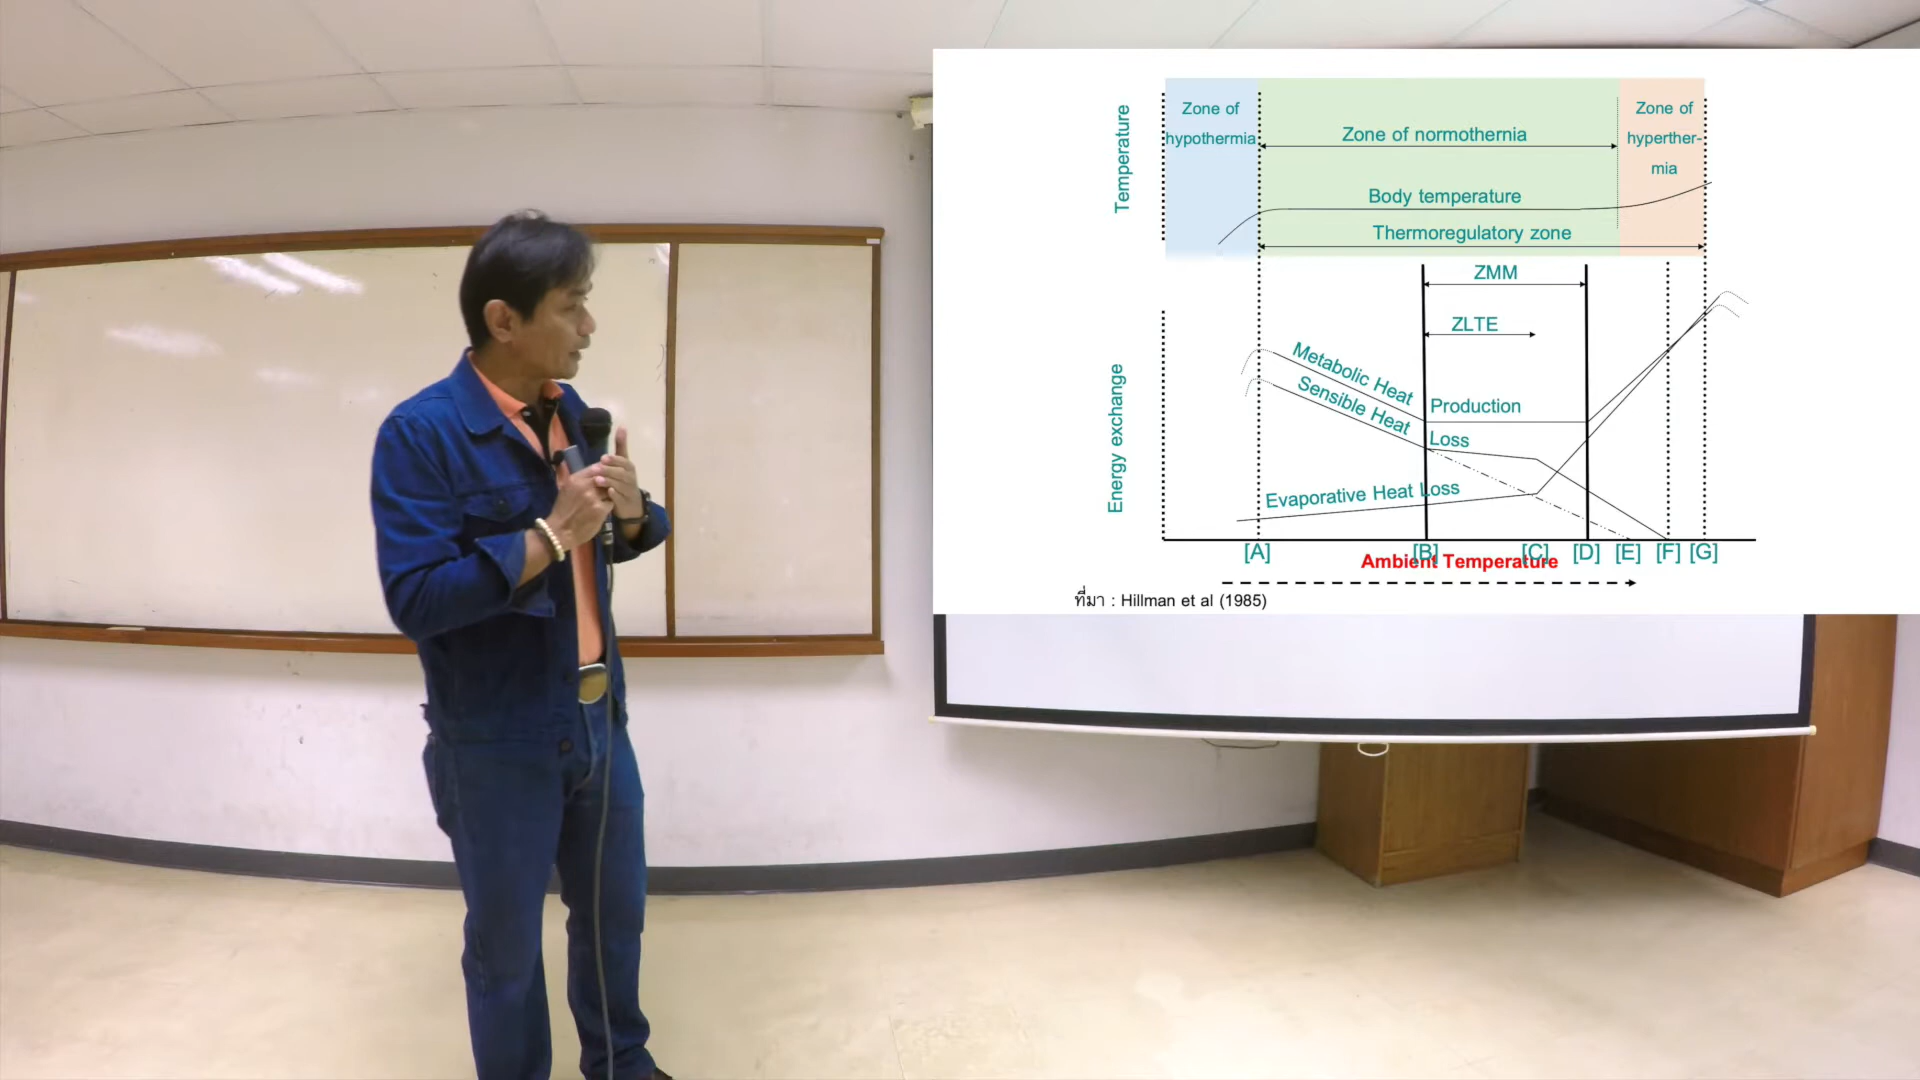 Temperature
Zone of
hypothermia
Zone of normothernia
Zone of
hyperther-
mia
Body temperature
Thermoregulatory zone
ZMM
ZLTE
Energy exchange
Metabolic Heat
Production
Sensible Heat
Loss
Evaporative Heat Loss
[A] [B] [C] [D] [E] [F] [G]
Ambient Temperature
ที่มา : Hillman et al (1985)